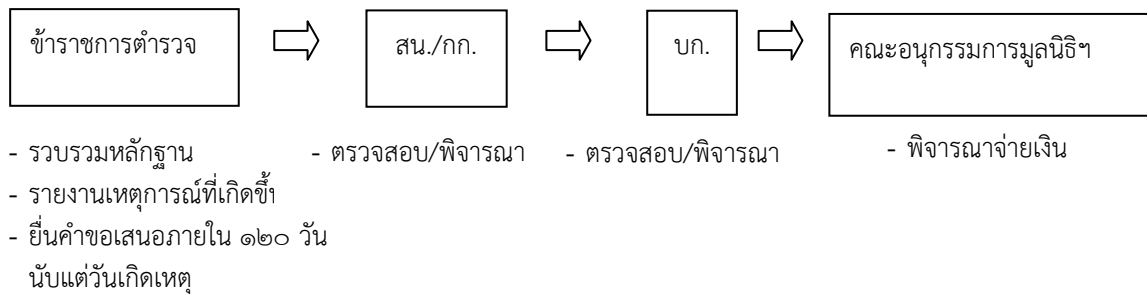 ข้าราชการตำรวจ
สน./กก.
บก.
คณะอนุกรรมการมูลนิธิฯ
- รวบรวมหลักฐาน
- รายงานเหตุการณ์ที่เกิดขึ้น
- ยื่นคำขอเสนอภายใน ๑๒๐ วัน
นับแต่วันเกิดเหตุ
- ตรวจสอบ/พิจารณา
- ตรวจสอบ/พิจารณา
- พิจารณาจ่ายเงิน